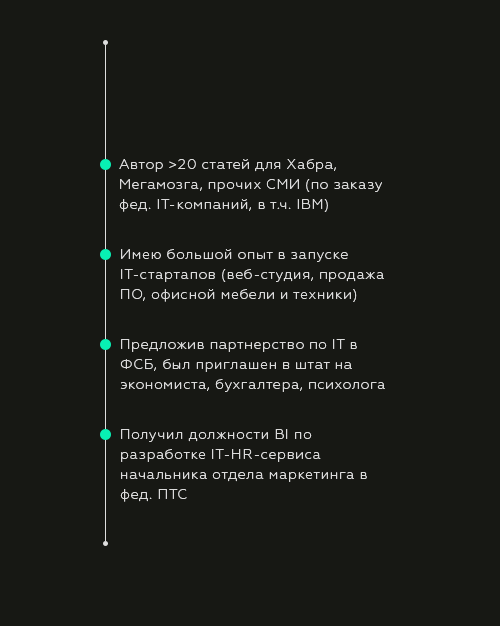 Автор >20 статей для Хабра,
Мегамозга, прочих СМИ (по заказу
фед. IT-компаний, в т.ч. IBM)
Имею большой опыт в запуске
IT-стартапов (веб-студия, продажа
ПО, офисной мебели и техники)
Предложив партнерство по IT в
ФСБ, был приглашен в штат на
экономиста, бухгалтера, психолога
Получил должности BI по
разработке IT-HR-сервиса
начальника отдела маркетинга в
фед. ПТС